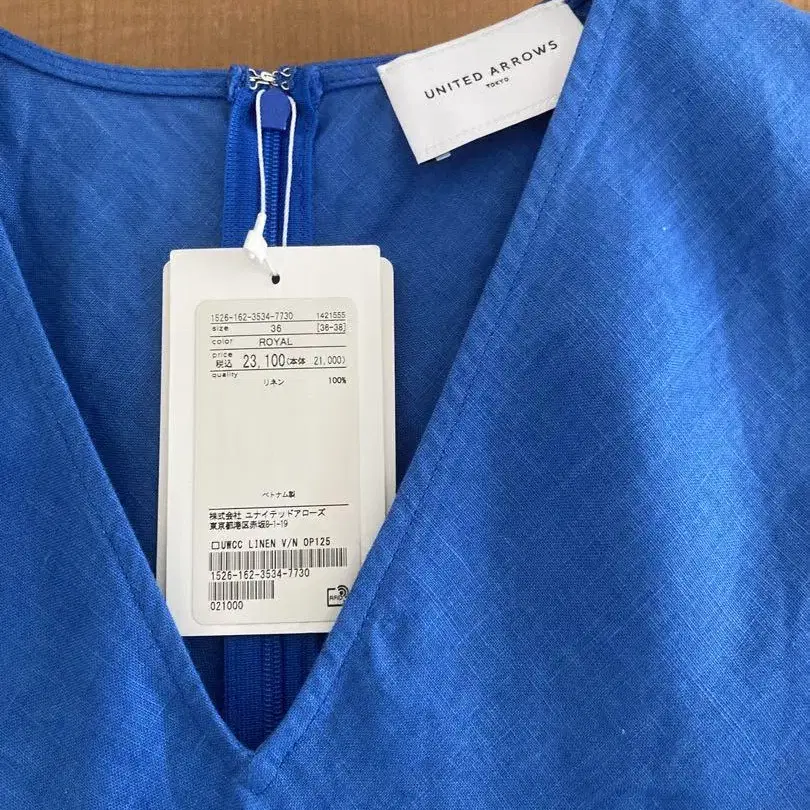 UNITED ARROWS
TOKYO
1526-162-3534-7730 1421555
size 36 [36-38]
color ROYAL
price
税込 23,100(本体 21,000)
quality
リネン 100%
ベトナム製
株式会社 ユナイテッドアローズ
東京都港区赤坂8-1-19
□UWCC LINEN V/N OP125
1526-162-3534-7730
021000
RFID